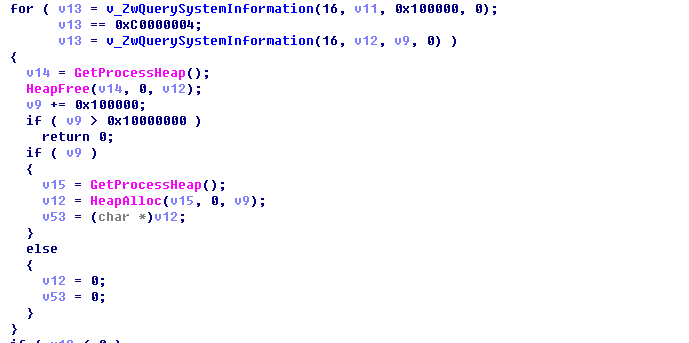 for ( v13 = v_ZwQuerySystemInformation(16, v11, 0x100000, 0);
v13 == 0xC0000004;
v13 = v_ZwQuerySystemInformation(16, v12, v9, 0) )
{
v14 = GetProcessHeap();
HeapFree(v14, 0, v12);
v9 += 0x100000;
if ( v9 > 0x10000000 )
return 0;
if ( v9 )
{
v15 = GetProcessHeap();
v12 = HeapAlloc(v15, 0, v9);
v53 = (char *)v12;
}
else
{
v12 = 0;
v53 = 0;
}
}